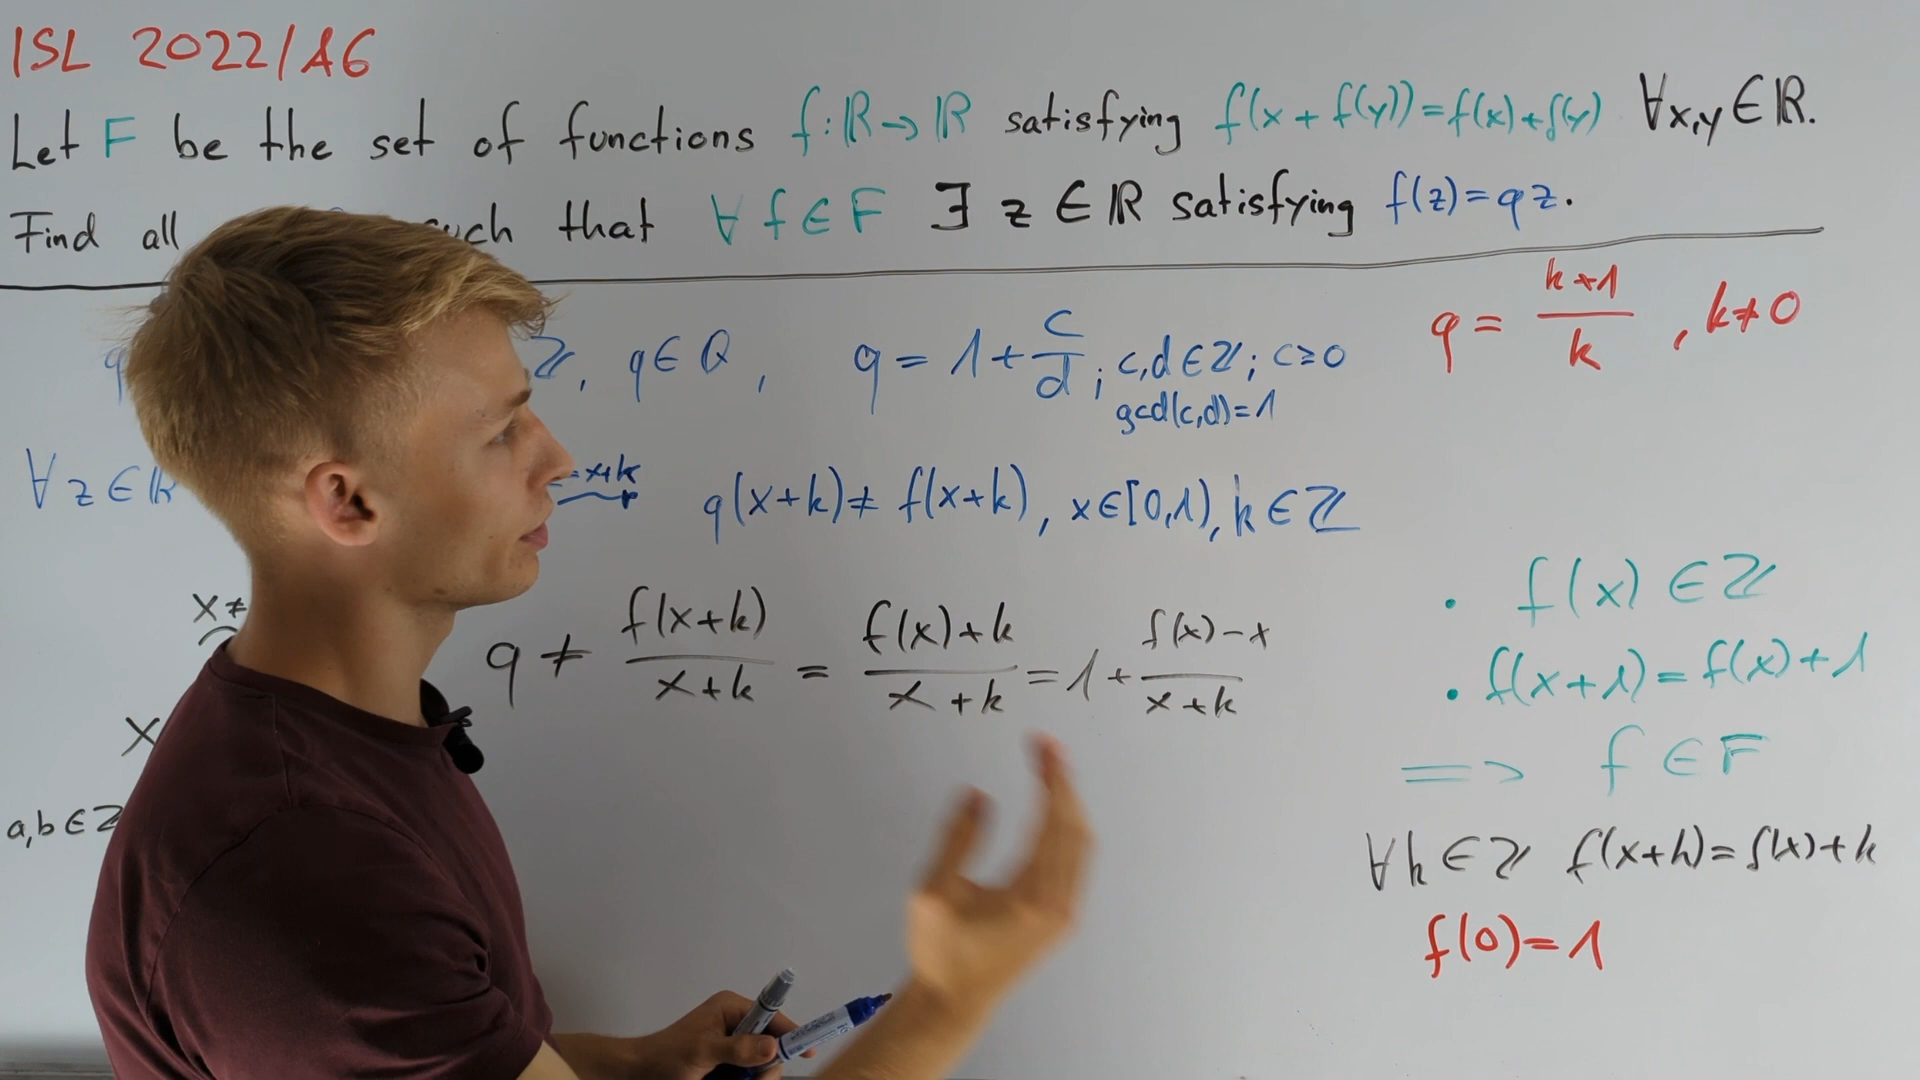 ISL 2022/A6
Let F be the set of functions f:ℝ→ℝ satisfying f(x+f(y))=f(x)+f(y) ∀x,y∈ℝ.
Find all such that ∀ f∈F ∃ z∈ℝ satisfying f(z)=qz.
q = (k+1)/k , k≠0
ℤ, q∈ℚ, q = 1 + c/d ; c,d∈ℤ; c≥0
gcd(c,d)=1
∀z∈ℝ =x+k q(x+k)≠f(x+k), x∈[0,1), k∈ℤ
x≠
q ≠ f(x+k)/(x+k) = (f(x)+k)/(x+k) = 1 + (f(x)-x)/(x+k)
x
a,b∈ℤ
• f(x)∈ℤ
• f(x+1)=f(x)+1
=> f∈F
∀k∈ℤ f(x+k)=f(x)+k
f(0)=1